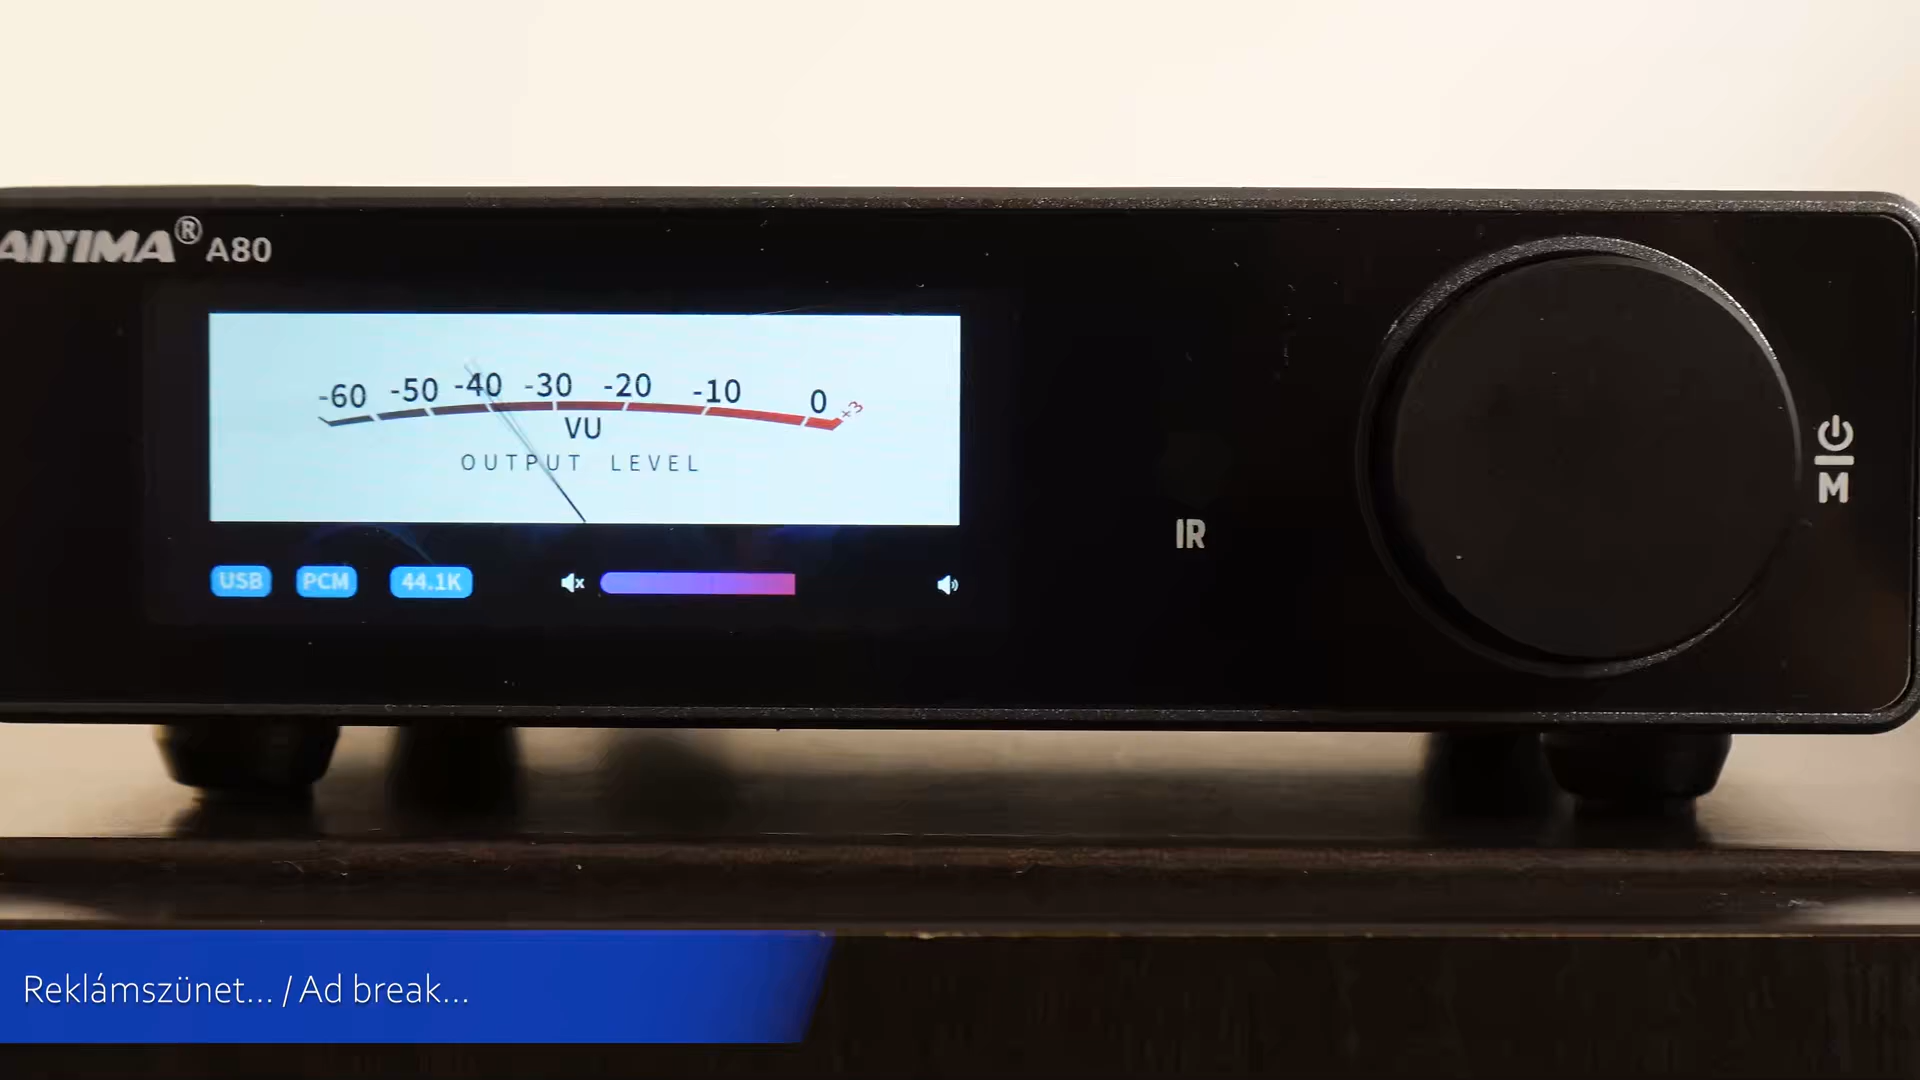 AIYIMA® A80
-60 -50 -40 -30 -20 -10 0 +3
VU
OUTPUT LEVEL
USB PCM 44.1K
IR
M
Reklámszünet... / Ad break...